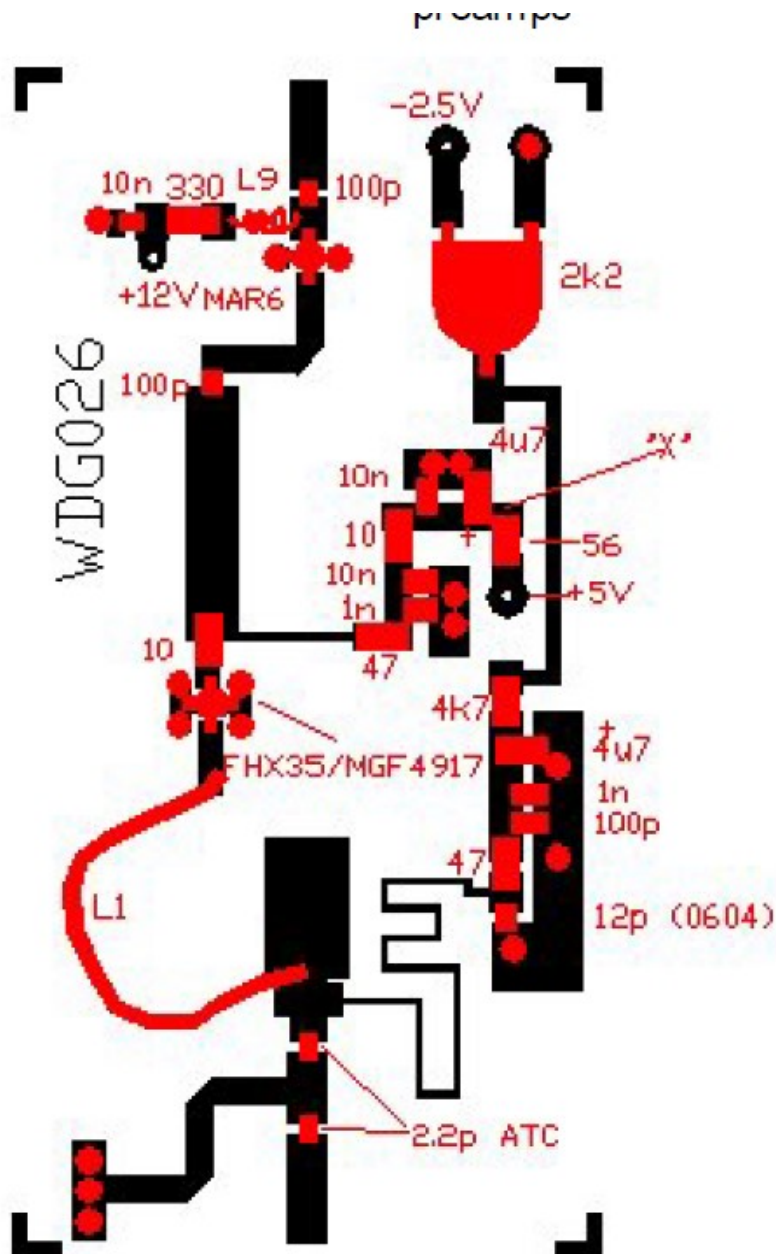 preamps
-2.5V
10n 330 L9 100p
+12V MAR6
2k2
100p
WDG026
4u7
"X"
10n
10
+
56
10n
+5V
1n
10
47
4k7
+
4u7
FHX35/MGF4917
1n
100p
47
L1
12p (0604)
2.2p ATC